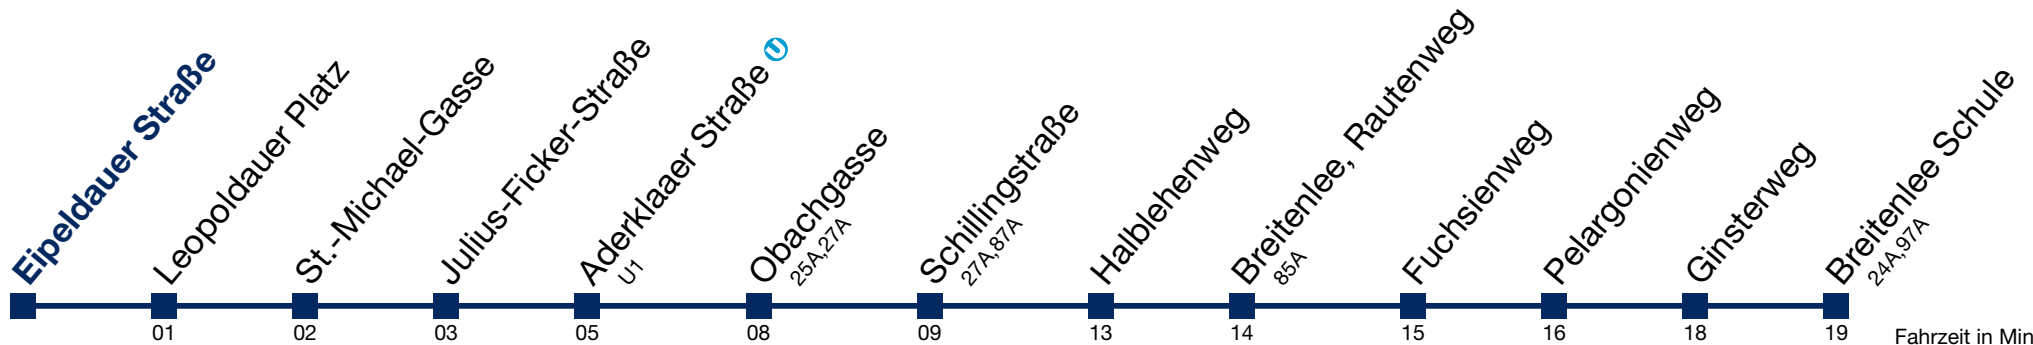 Eipeldauer Straße
Leopoldauer Platz
St.-Michael-Gasse
Julius-Ficker-Straße
Aderklaaer Straße U
U1
Obachgasse
25A,27A
Schillingstraße
27A,87A
Halblehenweg
Breitenlee, Rautenweg
85A
Fuchsienweg
Pelargonienweg
Ginsterweg
Breitenlee Schule
24A,97A
01 02 03 05 08 09 13 14 15 16 18 19 Fahrzeit in Min